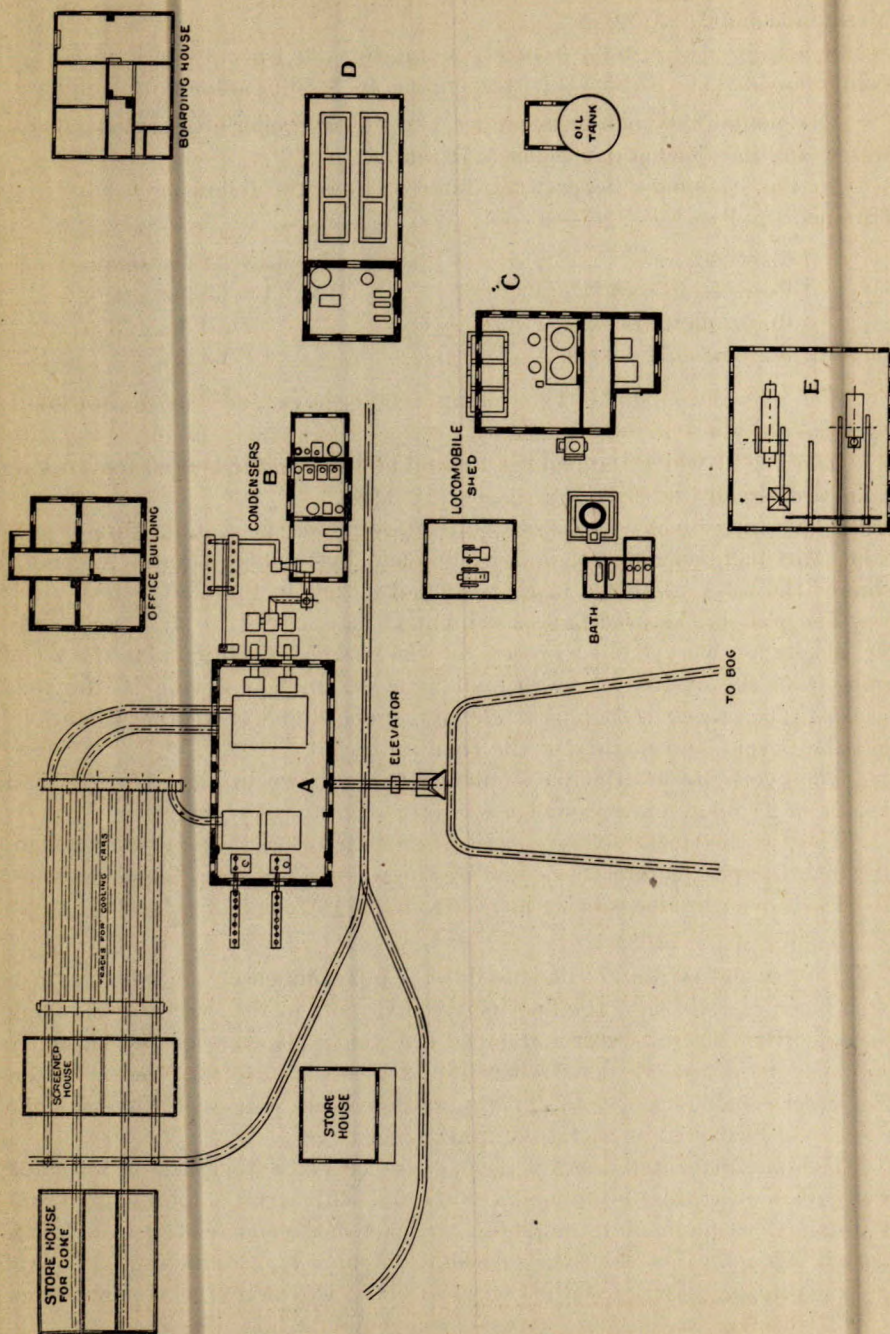 BOARDING HOUSE
D
OIL
TANK
C
E
OFFICE BUILDING
CONDENSERS
B
LOCOMOBILE
SHED
BATH
A
ELEVATOR
TO BOG
TRACKS FOR COOLING CARS
C
SCREENER
HOUSE
STORE
HOUSE
STORE HOUSE
FOR COKE